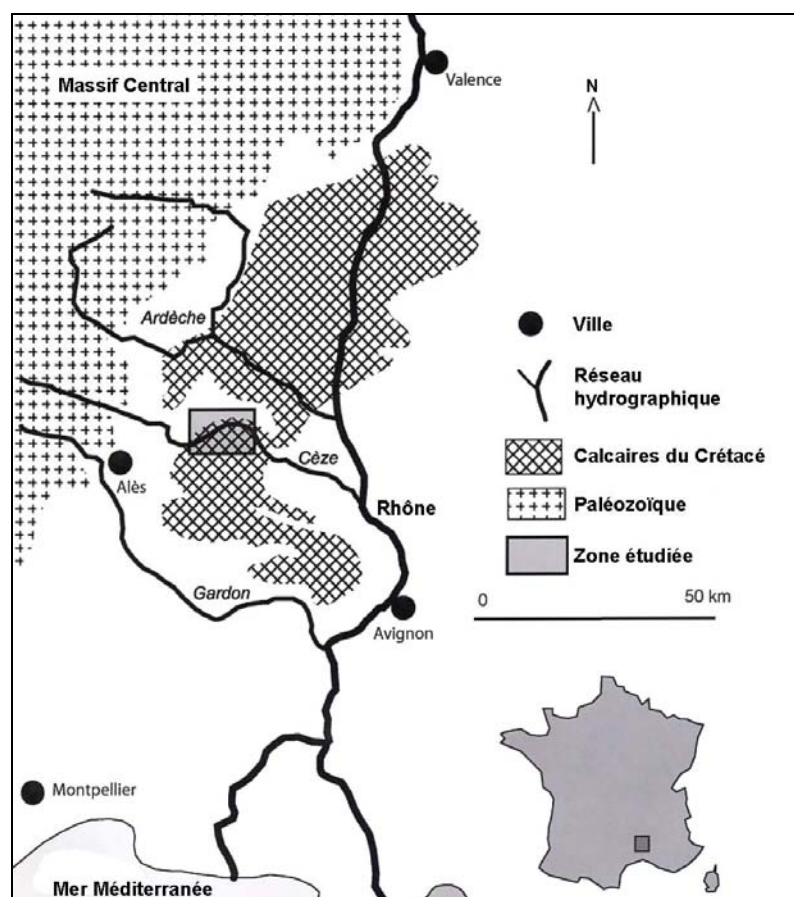 Massif Central
Valence
N
Ardèche
Ville
Réseau
hydrographique
Calcaires du Crétacé
Cèze
Alès
Rhône
Paléozoïque
Zone étudiée
Gardon
0
50 km
Avignon
Montpellier
Mer Méditerranée